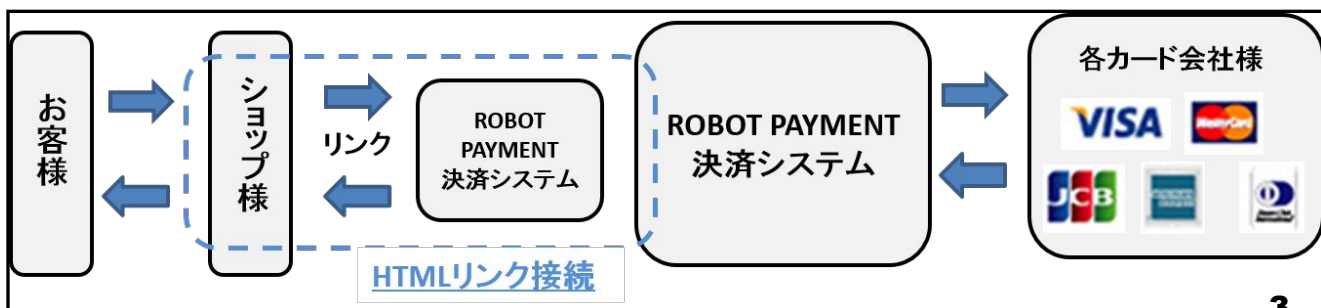 お客様
ショップ様
リンク
ROBOT
PAYMENT
決済システム
HTMLリンク接続
ROBOT PAYMENT
決済システム
各カード会社様
VISA
MasterCard
JCB
3